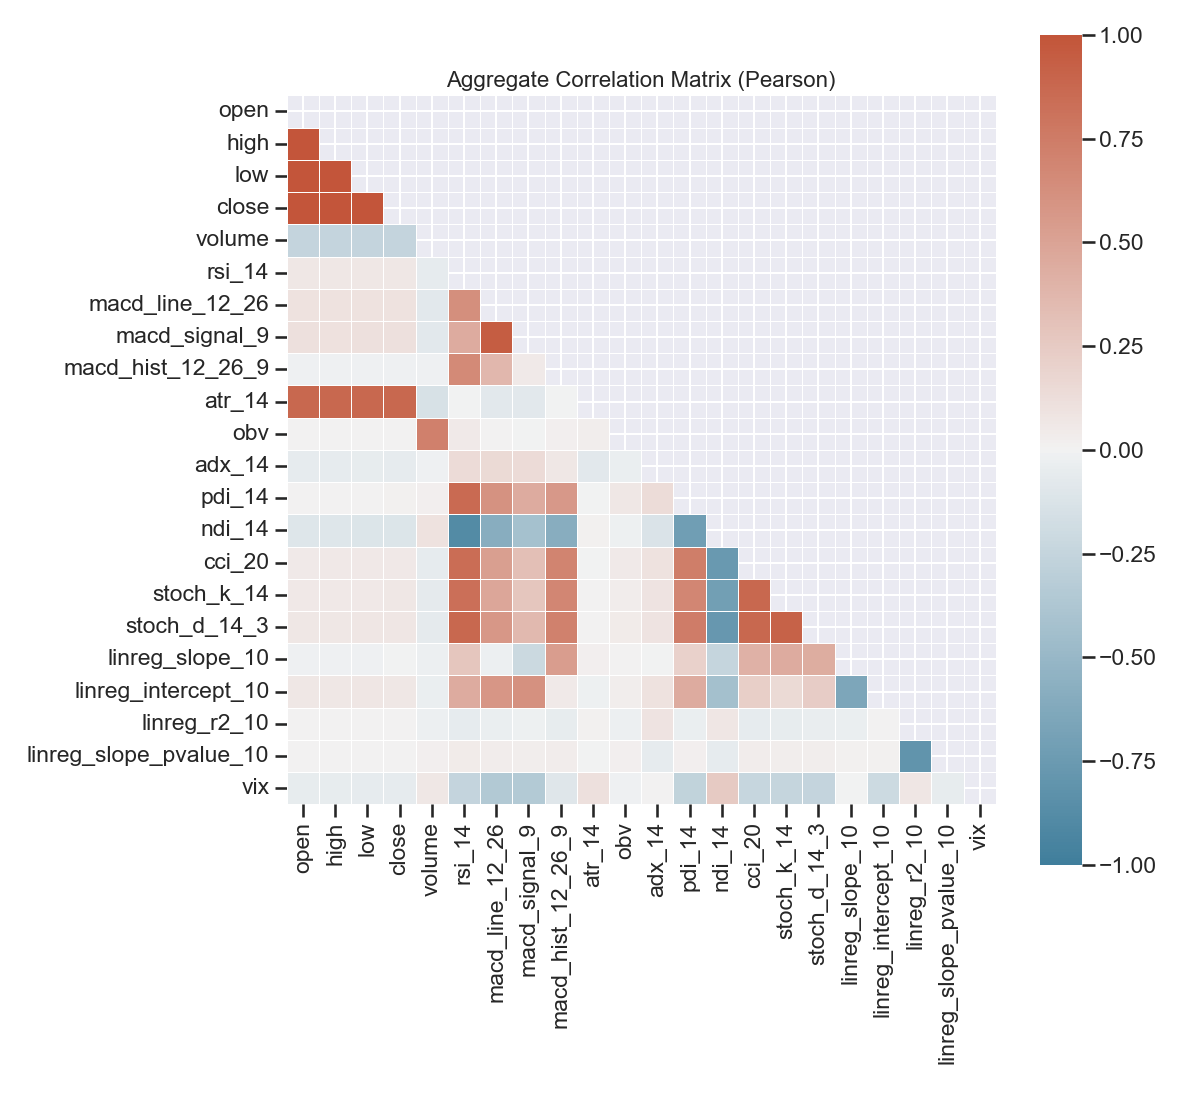 Aggregate Correlation Matrix (Pearson)
open
high
low
close
volume
rsi_14
macd_line_12_26
macd_signal_9
macd_hist_12_26_9
atr_14
obv
adx_14
pdi_14
ndi_14
cci_20
stoch_k_14
stoch_d_14_3
linreg_slope_10
linreg_intercept_10
linreg_r2_10
linreg_slope_pvalue_10
vix
open
high
low
close
volume
rsi_14
macd_line_12_26
macd_signal_9
macd_hist_12_26_9
atr_14
obv
adx_14
pdi_14
ndi_14
cci_20
stoch_k_14
stoch_d_14_3
linreg_slope_10
linreg_intercept_10
linreg_r2_10
linreg_slope_pvalue_10
vix
1.00
0.75
0.50
0.25
0.00
−0.25
−0.50
−0.75
−1.00